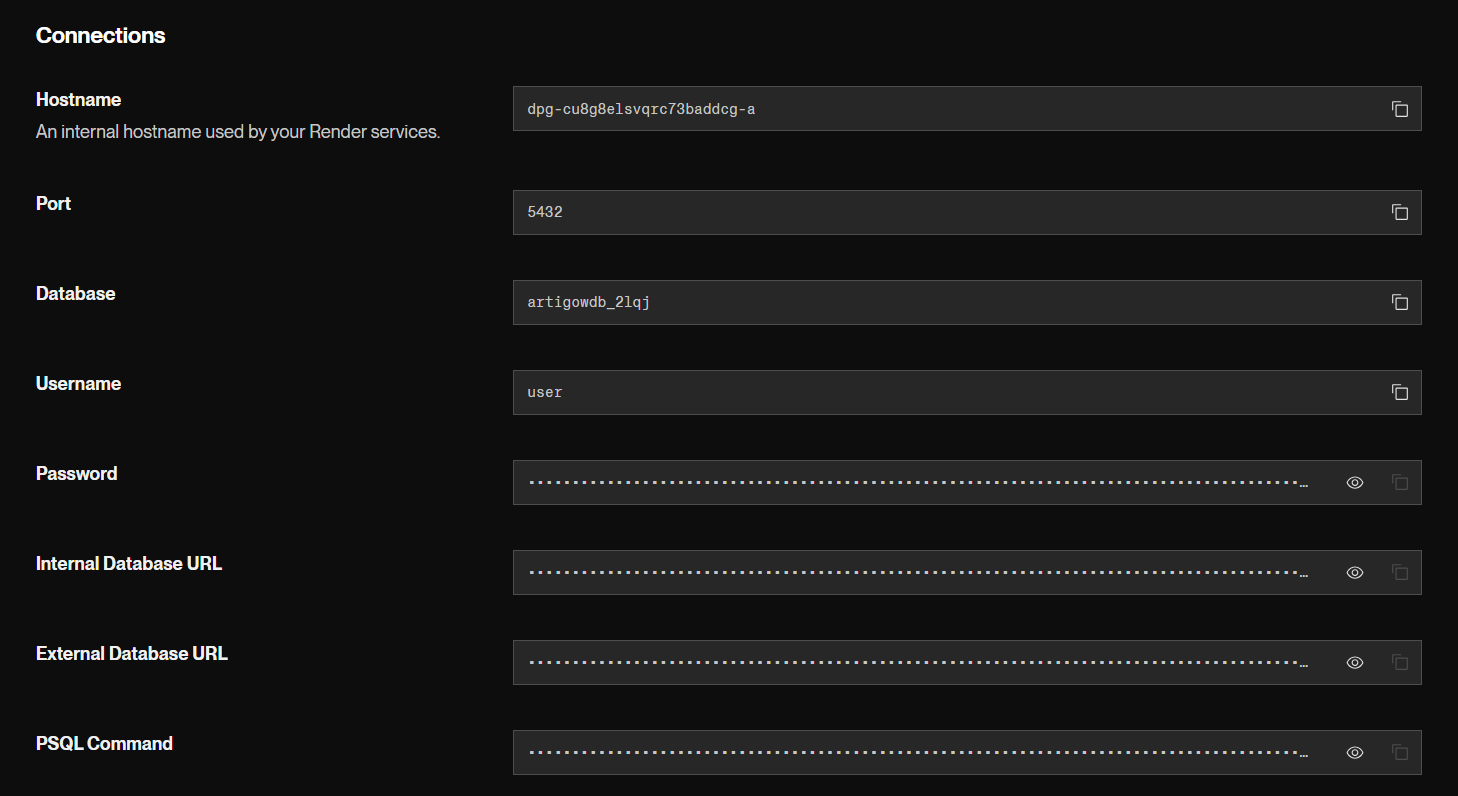 Connections
Hostname
An internal hostname used by your Render services.
dpg-cu8g8elsvqrc73baddcg-a
Port
5432
Database
artigowdb_2lqj
Username
user
Password
Internal Database URL
External Database URL
PSQL Command